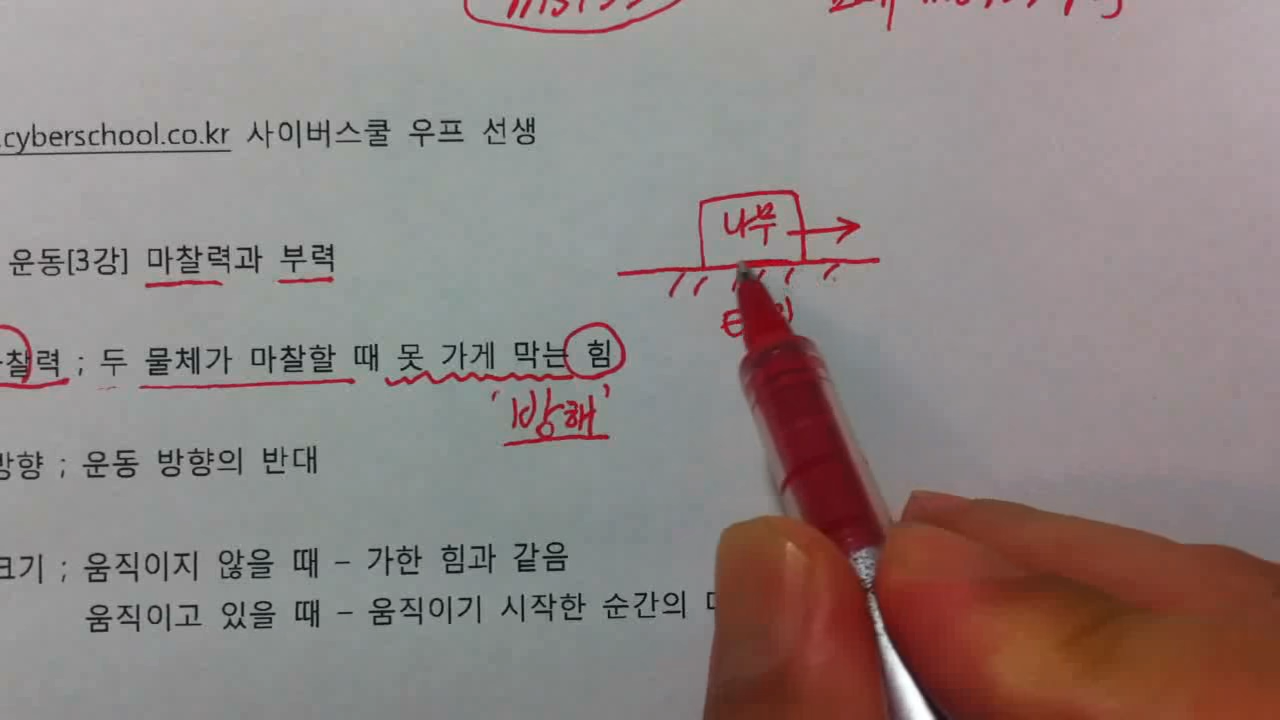 .cyberschool.co.kr 사이버스쿨 우프 선생
나무
운동[3강] 마찰력과 부력
찰력 ; 두 물체가 마찰할 때 못 가게 막는 힘
'방해'
방향 ; 운동 방향의 반대
크기 ; 움직이지 않을 때 – 가한 힘과 같음
움직이고 있을 때 – 움직이기 시작한 순간의